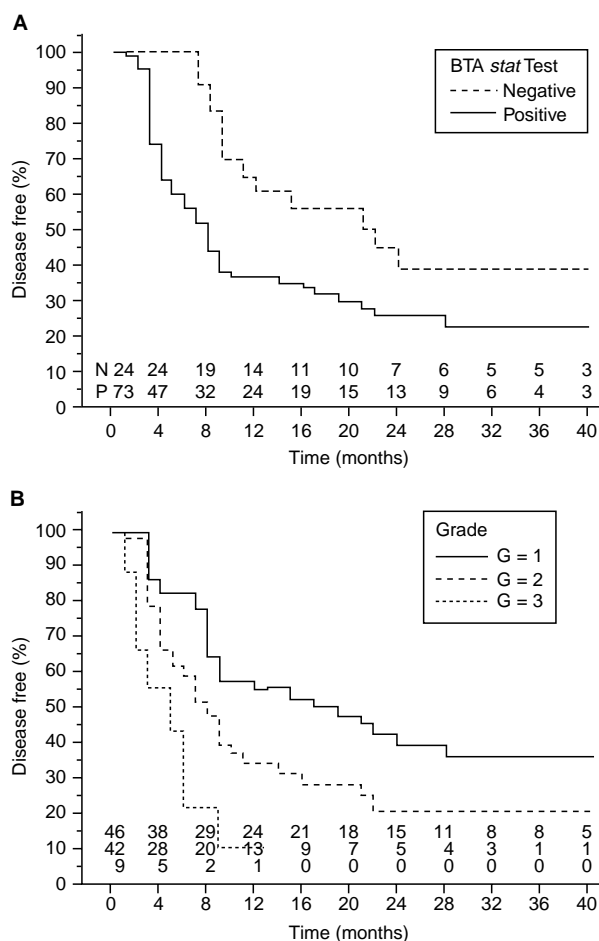 A
BTA stat Test
Negative
Positive
Disease free (%)
100
90
80
70
60
50
40
30
20
10
0
N 24 24 19 14 11 10 7 6 5 5 3
P 73 47 32 24 19 15 13 9 6 4 3
0 4 8 12 16 20 24 28 32 36 40
Time (months)
B
Grade
G = 1
G = 2
G = 3
Disease free (%)
100
90
80
70
60
50
40
30
20
10
0
46 38 29 24 21 18 15 11 8 8 5
42 28 20 13 9 7 5 4 3 1 1
9 5 2 1 0 0 0 0 0 0 0
0 4 8 12 16 20 24 28 32 36 40
Time (months)